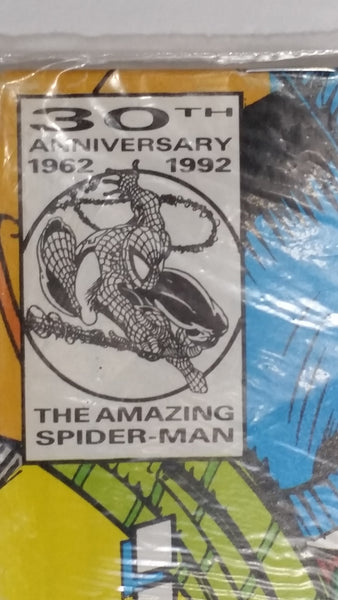 30TH
ANNIVERSARY
1962 1992
THE AMAZING
SPIDER-MAN